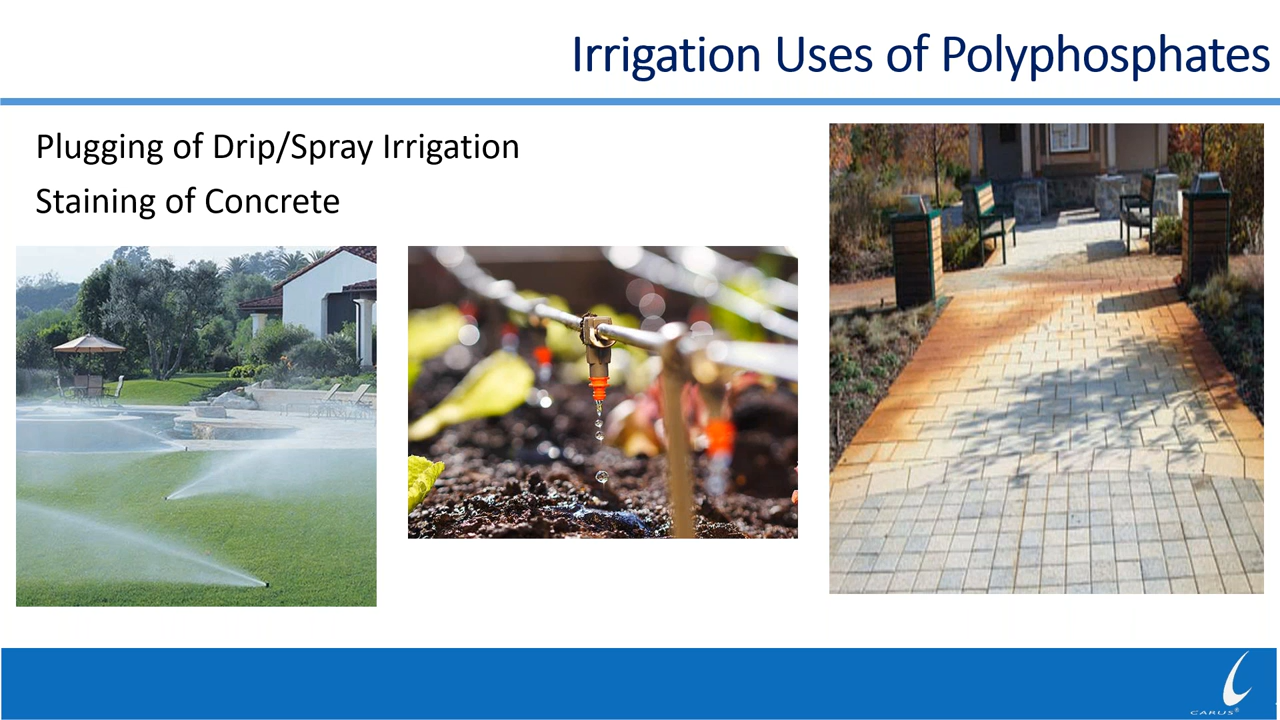 Irrigation Uses of Polyphosphates
Plugging of Drip/Spray Irrigation
Staining of Concrete
CARUS®